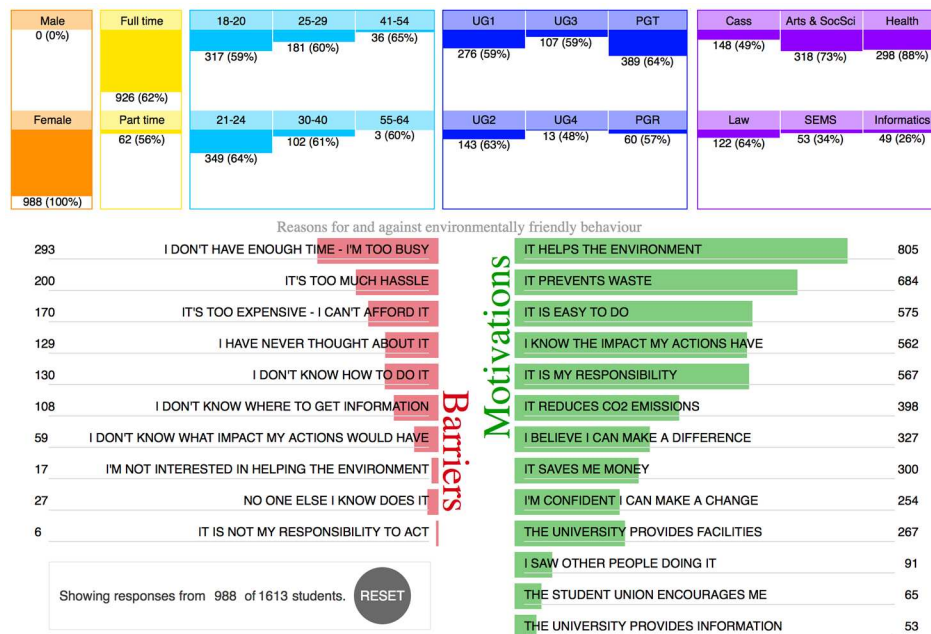 Male
0 (0%)
Female
988 (100%)
Full time
926 (62%)
Part time
62 (56%)
18-20 25-29 41-54
317 (59%) 181 (60%) 36 (65%)
21-24 30-40 55-64
349 (64%) 102 (61%) 3 (60%)
UG1 UG3 PGT
276 (59%) 107 (59%) 389 (64%)
UG2 UG4 PGR
143 (63%) 13 (48%) 60 (57%)
Cass Arts & SocSci Health
148 (49%) 318 (73%) 298 (88%)
Law SEMS Informatics
122 (64%) 53 (34%) 49 (26%)
Reasons for and against environmentally friendly behaviour
Barriers
293 I DON'T HAVE ENOUGH TIME - I'M TOO BUSY
200 IT'S TOO MUCH HASSLE
170 IT'S TOO EXPENSIVE - I CAN'T AFFORD IT
129 I HAVE NEVER THOUGHT ABOUT IT
130 I DON'T KNOW HOW TO DO IT
108 I DON'T KNOW WHERE TO GET INFORMATION
59 I DON'T KNOW WHAT IMPACT MY ACTIONS WOULD HAVE
17 I'M NOT INTERESTED IN HELPING THE ENVIRONMENT
27 NO ONE ELSE I KNOW DOES IT
6 IT IS NOT MY RESPONSIBILITY TO ACT
Motivations
IT HELPS THE ENVIRONMENT 805
IT PREVENTS WASTE 684
IT IS EASY TO DO 575
I KNOW THE IMPACT MY ACTIONS HAVE 562
IT IS MY RESPONSIBILITY 567
IT REDUCES CO2 EMISSIONS 398
I BELIEVE I CAN MAKE A DIFFERENCE 327
IT SAVES ME MONEY 300
I'M CONFIDENT I CAN MAKE A CHANGE 254
THE UNIVERSITY PROVIDES FACILITIES 267
I SAW OTHER PEOPLE DOING IT 91
THE STUDENT UNION ENCOURAGES ME 65
THE UNIVERSITY PROVIDES INFORMATION 53
Showing responses from 988 of 1613 students.
RESET